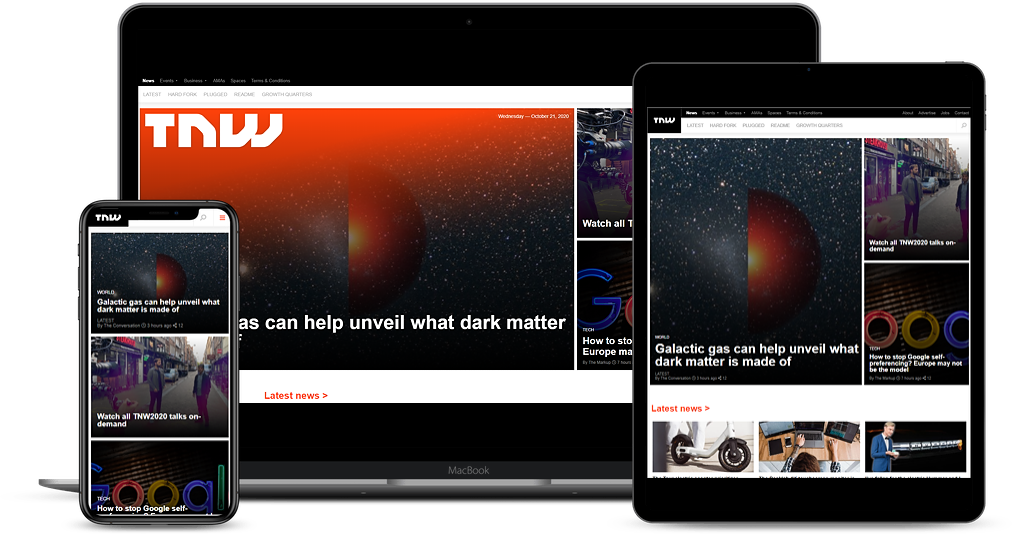 News Events Business AMAs Spaces Terms & Conditions
LATEST HARD FORK PLUGGED README GROWTH QUARTERS
TNW
Wednesday — October 21, 2020
as can help unveil what dark matter
Watch all T
TECH
How to stop
Europe ma
Latest news >
MacBook
TNW
WORLD
Galactic gas can help unveil what
dark matter is made of
LATEST
By The Conversation 3 hours ago 12
Watch all TNW2020 talks on-
demand
Google
TECH
How to stop Google self-
TNW
News Events Business AMAs Spaces Terms & Conditions About Advertise Jobs Contact
LATEST HARD FORK PLUGGED README GROWTH QUARTERS
WORLD
Galactic gas can help unveil what
dark matter is made of
LATEST
By The Conversation 3 hours ago 12
Watch all TNW2020 talks on-
demand
TECH
How to stop Google self-
preferencing? Europe may not
be the model
By The Markup 7 hours ago
Latest news >